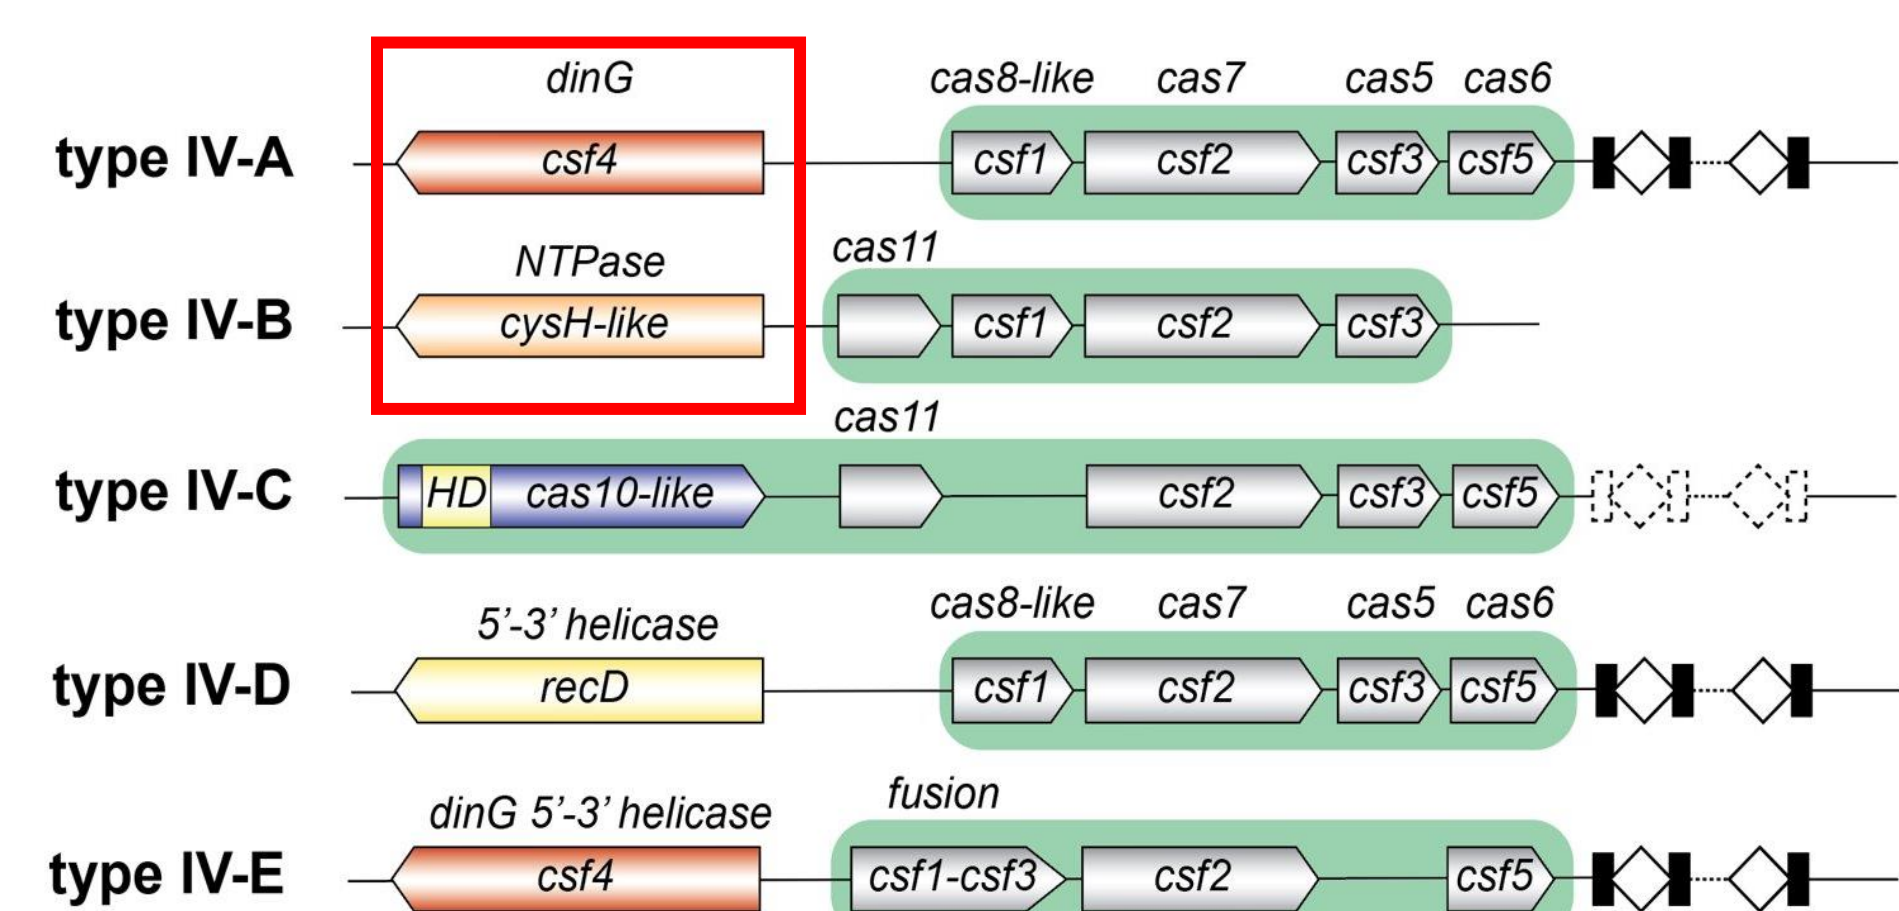 dinG cas8-like cas7 cas5 cas6
type IV-A csf4 csf1 csf2 csf3 csf5
NTPase cas11
type IV-B cysH-like csf1 csf2 csf3
cas11
type IV-C HD cas10-like csf2 csf3 csf5
5’-3’ helicase cas8-like cas7 cas5 cas6
type IV-D recD csf1 csf2 csf3 csf5
dinG 5’-3’ helicase fusion
type IV-E csf4 csf1-csf3 csf2 csf5